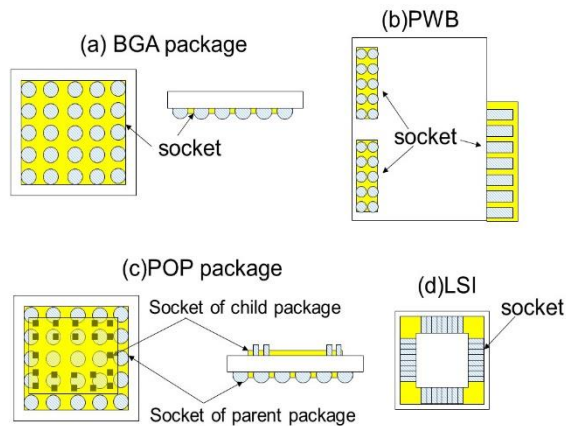 (a) BGA package
socket
(b)PWB
socket
(c)POP package
Socket of child package
Socket of parent package
(d)LSI
socket